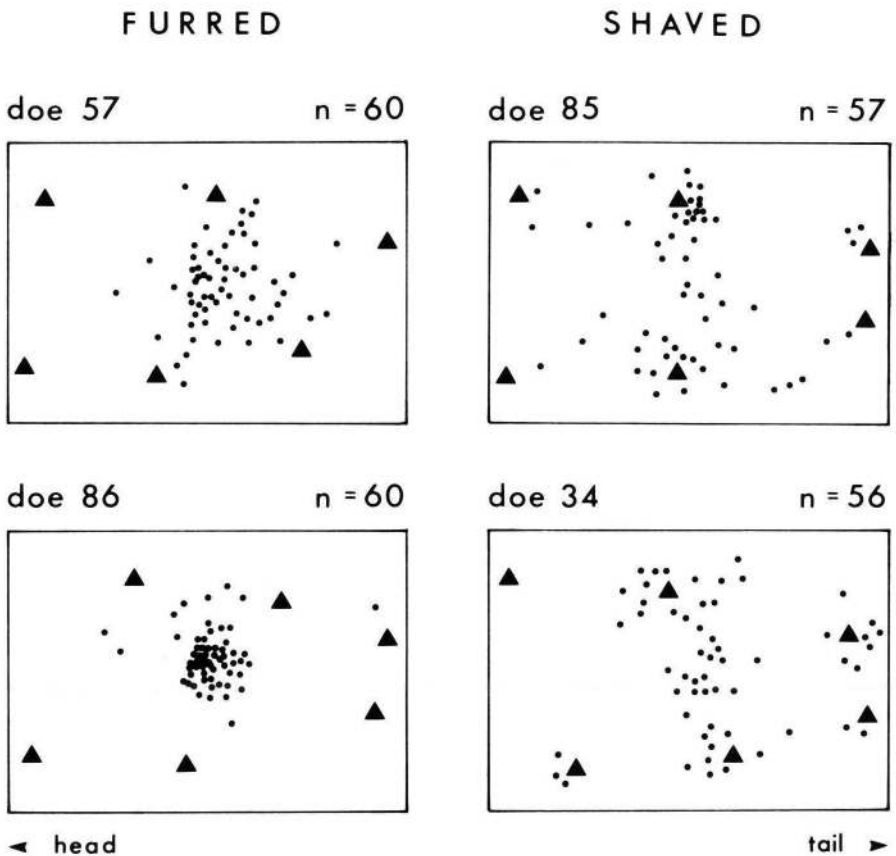 FURRED SHAVED
doe 57 n = 60 doe 85 n = 57
doe 86 n = 60 doe 34 n = 56
◄ head tail ►